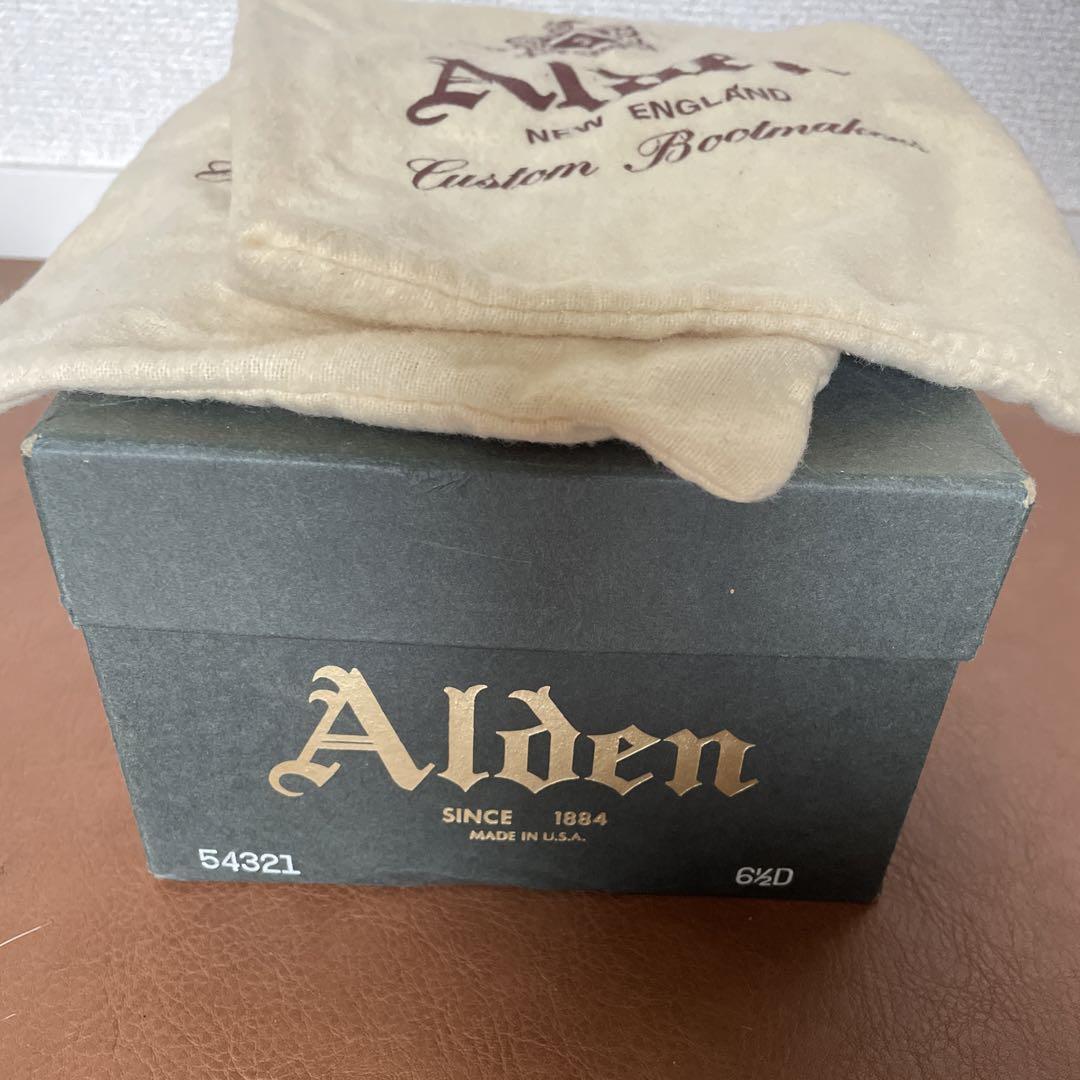 Alden
NEW ENGLAND
Custom Bootmakers
Alden
SINCE 1884
MADE IN U.S.A.
54321
6½D